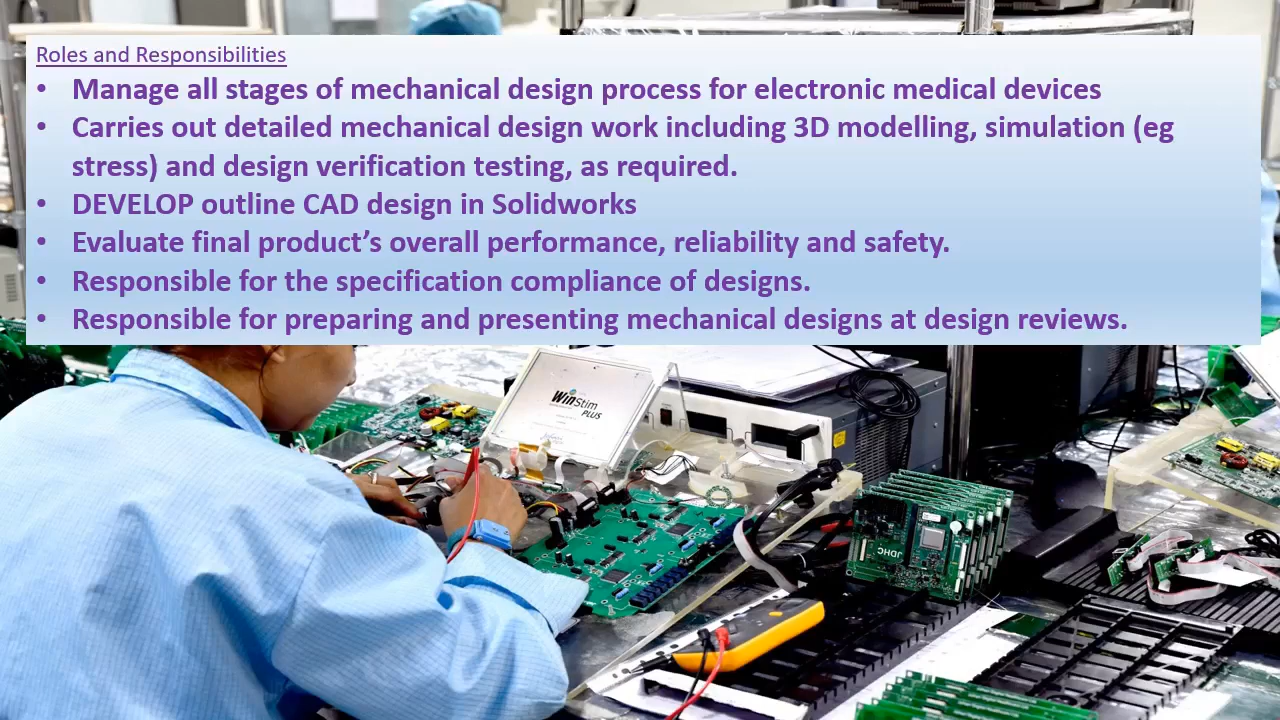 Roles and Responsibilities
• Manage all stages of mechanical design process for electronic medical devices
• Carries out detailed mechanical design work including 3D modelling, simulation (eg
stress) and design verification testing, as required.
• DEVELOP outline CAD design in Solidworks
• Evaluate final product’s overall performance, reliability and safety.
• Responsible for the specification compliance of designs.
• Responsible for preparing and presenting mechanical designs at design reviews.
WinStim
PLUS
JDHC